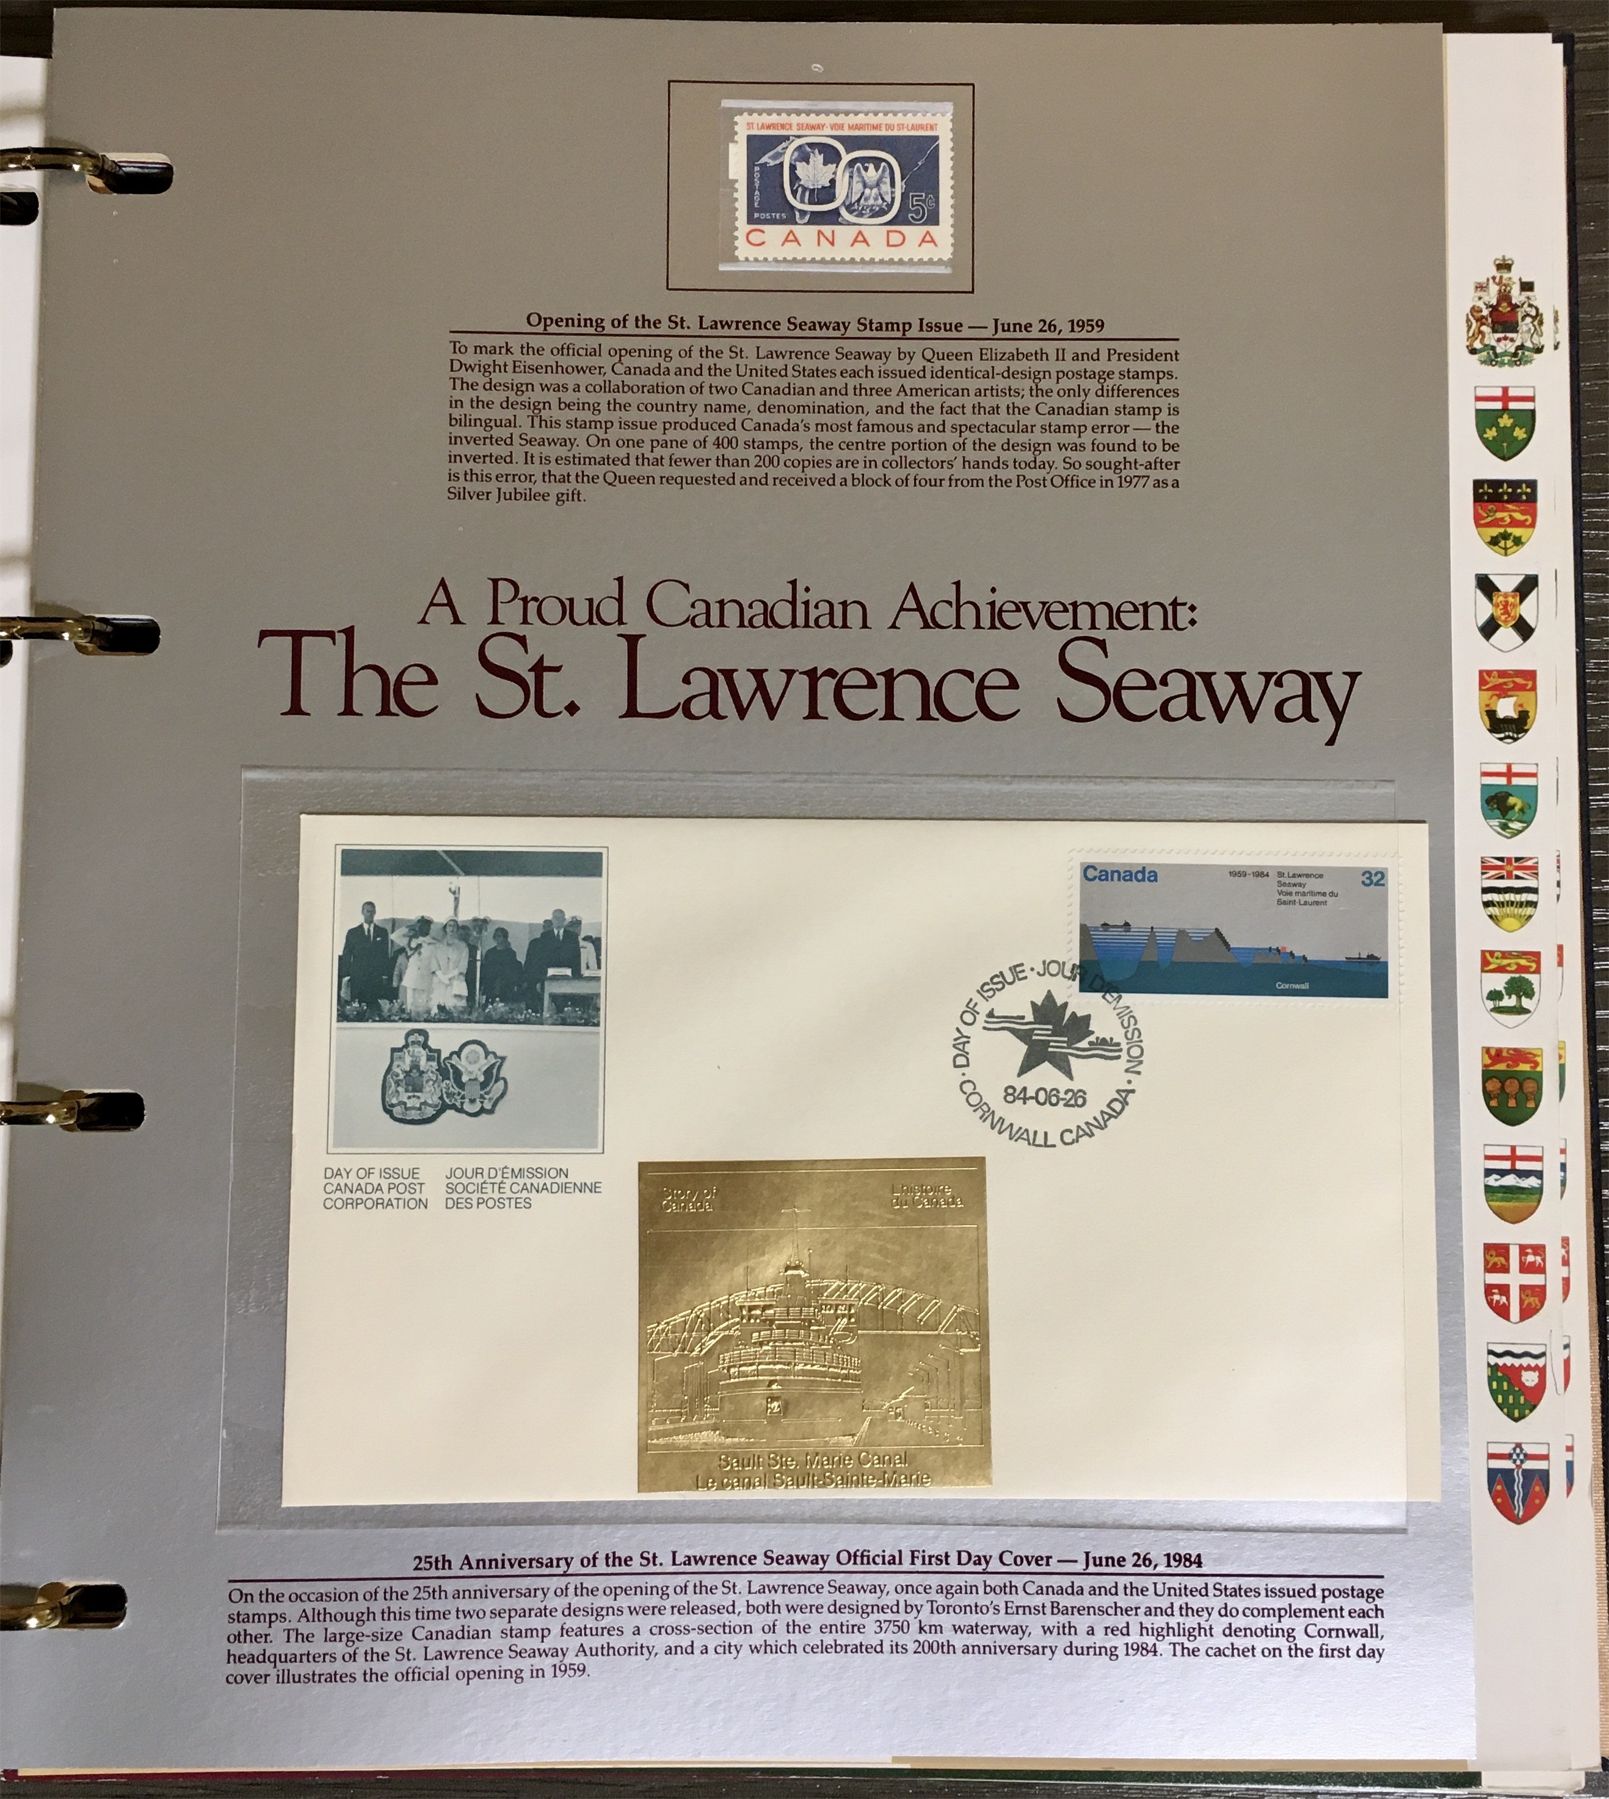 ST. LAWRENCE SEAWAY · VOIE MARITIME DU ST-LAURENT
POSTAGE
POSTES
5¢
CANADA
Opening of the St. Lawrence Seaway Stamp Issue — June 26, 1959
To mark the official opening of the St. Lawrence Seaway by Queen Elizabeth II and President
Dwight Eisenhower, Canada and the United States each issued identical-design postage stamps.
The design was a collaboration of two Canadian and three American artists; the only differences
in the design being the country name, denomination, and the fact that the Canadian stamp is
bilingual. This stamp issue produced Canada's most famous and spectacular stamp error — the
inverted Seaway. On one pane of 400 stamps, the centre portion of the design was found to be
inverted. It is estimated that fewer than 200 copies are in collectors' hands today. So sought-after
is this error, that the Queen requested and received a block of four from the Post Office in 1977 as a
Silver Jubilee gift.
A Proud Canadian Achievement:
The St. Lawrence Seaway
Canada
1959-1984
St. Lawrence
Seaway
Voie maritime du
Saint-Laurent
32
Cornwall
· DAY OF ISSUE · JOUR D'ÉMISSION ·
84-06-26
CORNWALL CANADA
DAY OF ISSUE
CANADA POST
CORPORATION
JOUR D'ÉMISSION
SOCIÉTÉ CANADIENNE
DES POSTES
Story of
Canada
L'histoire
du Canada
Sault Ste. Marie Canal
Le canal Sault-Sainte-Marie
25th Anniversary of the St. Lawrence Seaway Official First Day Cover — June 26, 1984
On the occasion of the 25th anniversary of the opening of the St. Lawrence Seaway, once again both Canada and the United States issued postage
stamps. Although this time two separate designs were released, both were designed by Toronto's Ernst Barenscher and they do complement each
other. The large-size Canadian stamp features a cross-section of the entire 3750 km waterway, with a red highlight denoting Cornwall,
headquarters of the St. Lawrence Seaway Authority, and a city which celebrated its 200th anniversary during 1984. The cachet on the first day
cover illustrates the official opening in 1959.